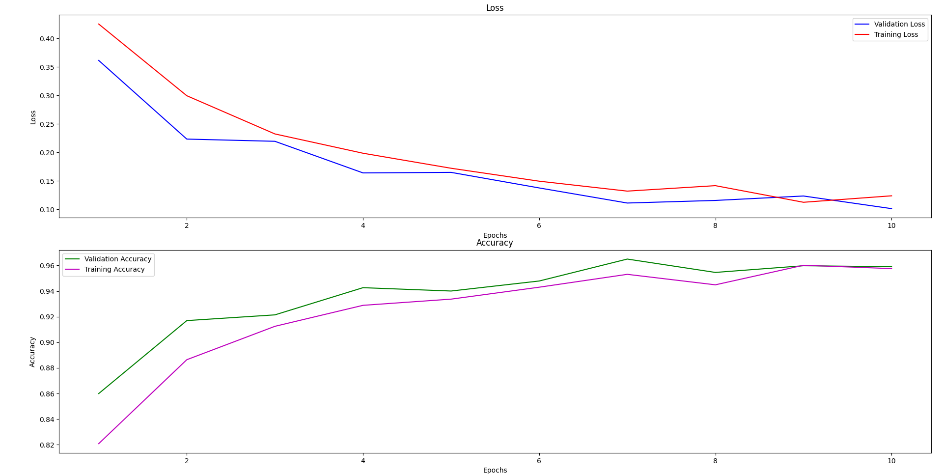 Loss
Validation Loss
Training Loss
0.40
0.35
0.30
0.25
0.20
0.15
0.10
Loss
2
4
6
8
10
Epochs
Accuracy
Validation Accuracy
Training Accuracy
0.96
0.94
0.92
0.90
0.88
0.86
0.84
0.82
Accuracy
2
4
6
8
10
Epochs